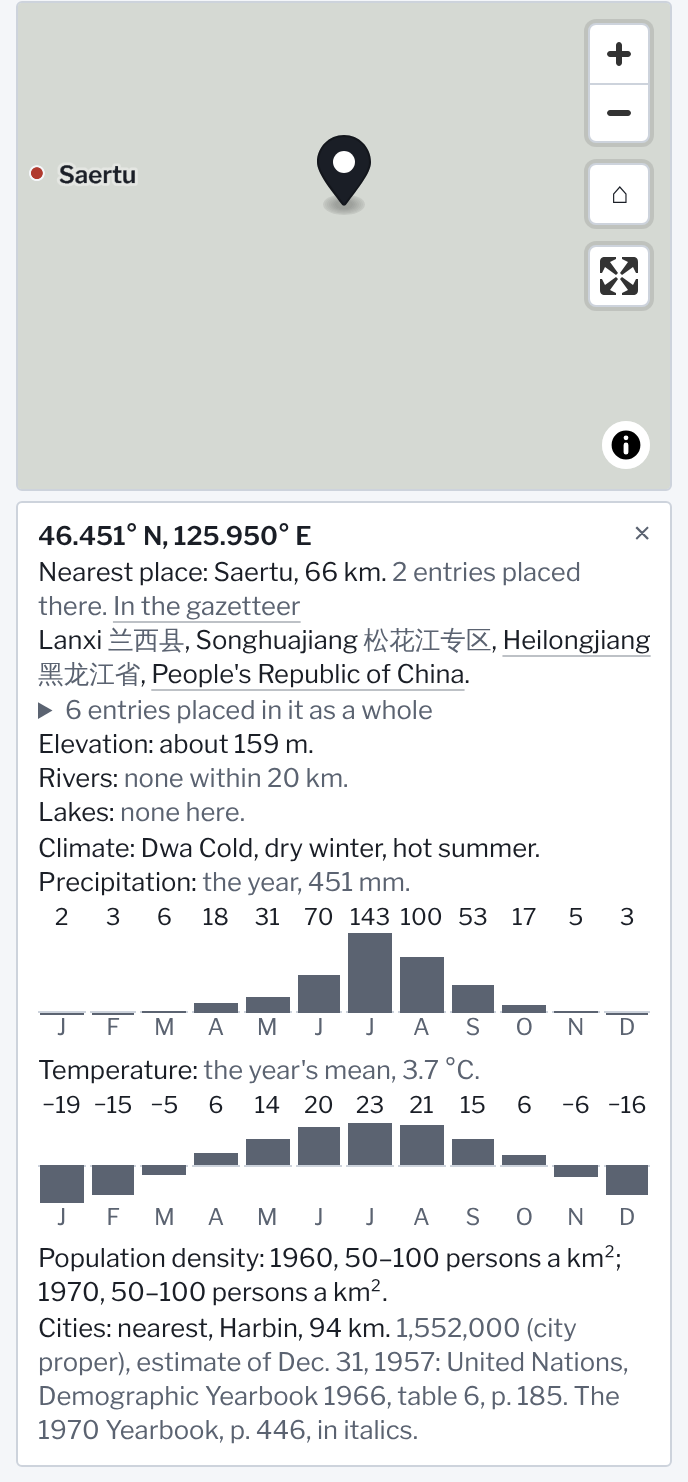 Saertu
46.451° N, 125.950° E
×
Nearest place: Saertu, 66 km. 2 entries placed
there. In the gazetteer
Lanxi 兰西县, Songhuajiang 松花江专区, Heilongjiang
黑龙江省, People's Republic of China.
▶ 6 entries placed in it as a whole
Elevation: about 159 m.
Rivers: none within 20 km.
Lakes: none here.
Climate: Dwa Cold, dry winter, hot summer.
Precipitation: the year, 451 mm.
2 3 6 18 31 70 143 100 53 17 5 3
J F M A M J J A S O N D
Temperature: the year's mean, 3.7 °C.
−19 −15 −5 6 14 20 23 21 15 6 −6 −16
J F M A M J J A S O N D
Population density: 1960, 50–100 persons a km²;
1970, 50–100 persons a km².
Cities: nearest, Harbin, 94 km. 1,552,000 (city
proper), estimate of Dec. 31, 1957: United Nations,
Demographic Yearbook 1966, table 6, p. 185. The
1970 Yearbook, p. 446, in italics.